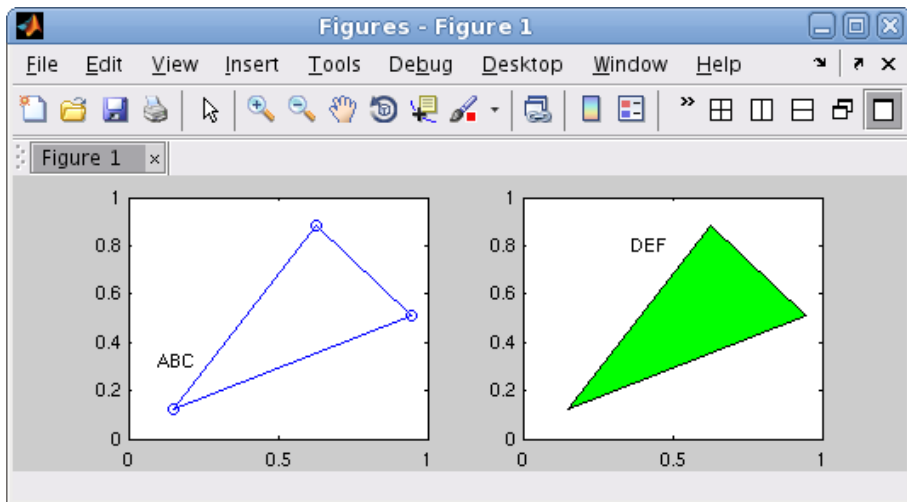 Figures - Figure 1
File Edit View Insert Tools Debug Desktop Window Help
Figure 1
1
0.8
0.6
0.4
0.2
0
0 0.5 1
ABC
1
0.8
0.6
0.4
0.2
0
0 0.5 1
DEF